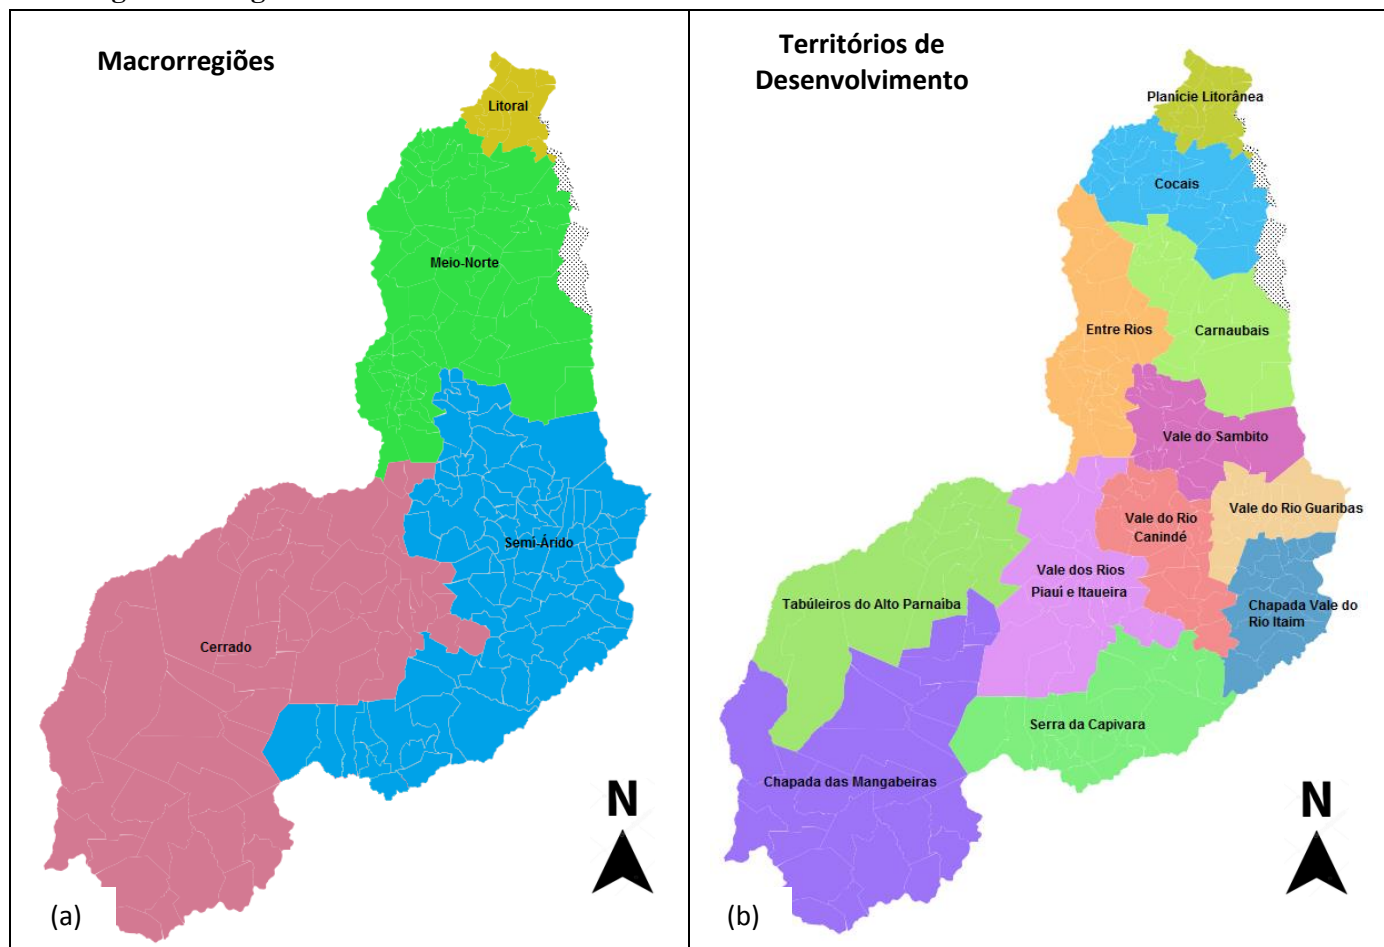 Macrorregiões
Litoral
Meio-Norte
Semi-Árido
Cerrado
N
(a)
Territórios de
Desenvolvimento
Planície Litorânea
Cocais
Entre Rios
Carnaubais
Vale do Sambito
Vale do Rio Guaribas
Vale do Rio
Canindé
Vale dos Rios
Piauí e Itaueira
Tabúleiros do Alto Parnaíba
Chapada Vale do
Rio Itaim
Serra da Capivara
Chapada das Mangabeiras
N
(b)